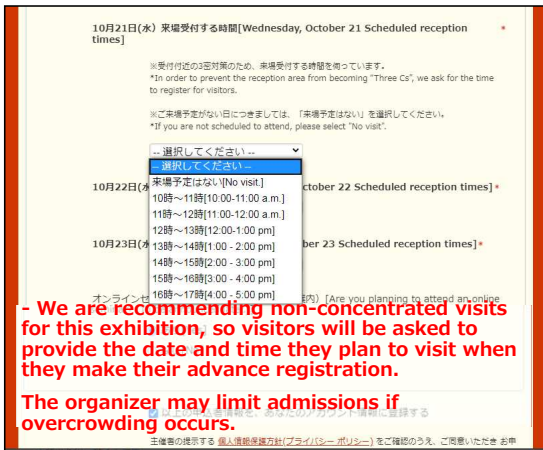 10月21日(水) 来場受付する時間[Wednesday, October 21 Scheduled reception *
times]
※受付付近の3密対策のため、来場受付する時間を伺っています。
*In order to prevent the reception area from becoming "Three Cs", we ask for the time
to register for visitors.
※ご来場予定がない日につきましては、「来場予定はない」を選択してください。
*If you are not scheduled to attend, please select "No visit".
-- 選択してください --
-- 選択してください --
来場予定はない[No visit.]
10月22日(水 ctober 22 Scheduled reception times] *
10時～11時[10:00-11:00 a.m.]
11時～12時[11:00-12:00 a.m.]
12時～13時[12:00-1:00 pm]
10月23日(木 ber 23 Scheduled reception times] *
13時～14時[1:00 - 2:00 pm]
14時～15時[2:00 - 3:00 pm]
15時～16時[3:00 - 4:00 pm]
16時～17時[4:00 - 5:00 pm]
オンラインセ 案内) [Are you planning to attend an online
- We are recommending non-concentrated visits
for this exhibition, so visitors will be asked to
provide the date and time they plan to visit when
they make their advance registration.
The organizer may limit admissions if
overcrowding occurs.
以上の申込者情報を、あなたのアカウント情報に登録する
主催者の提示する 個人情報保護方針(プライバシー ポリシー) をご確認のうえ、ご同意いただき お申